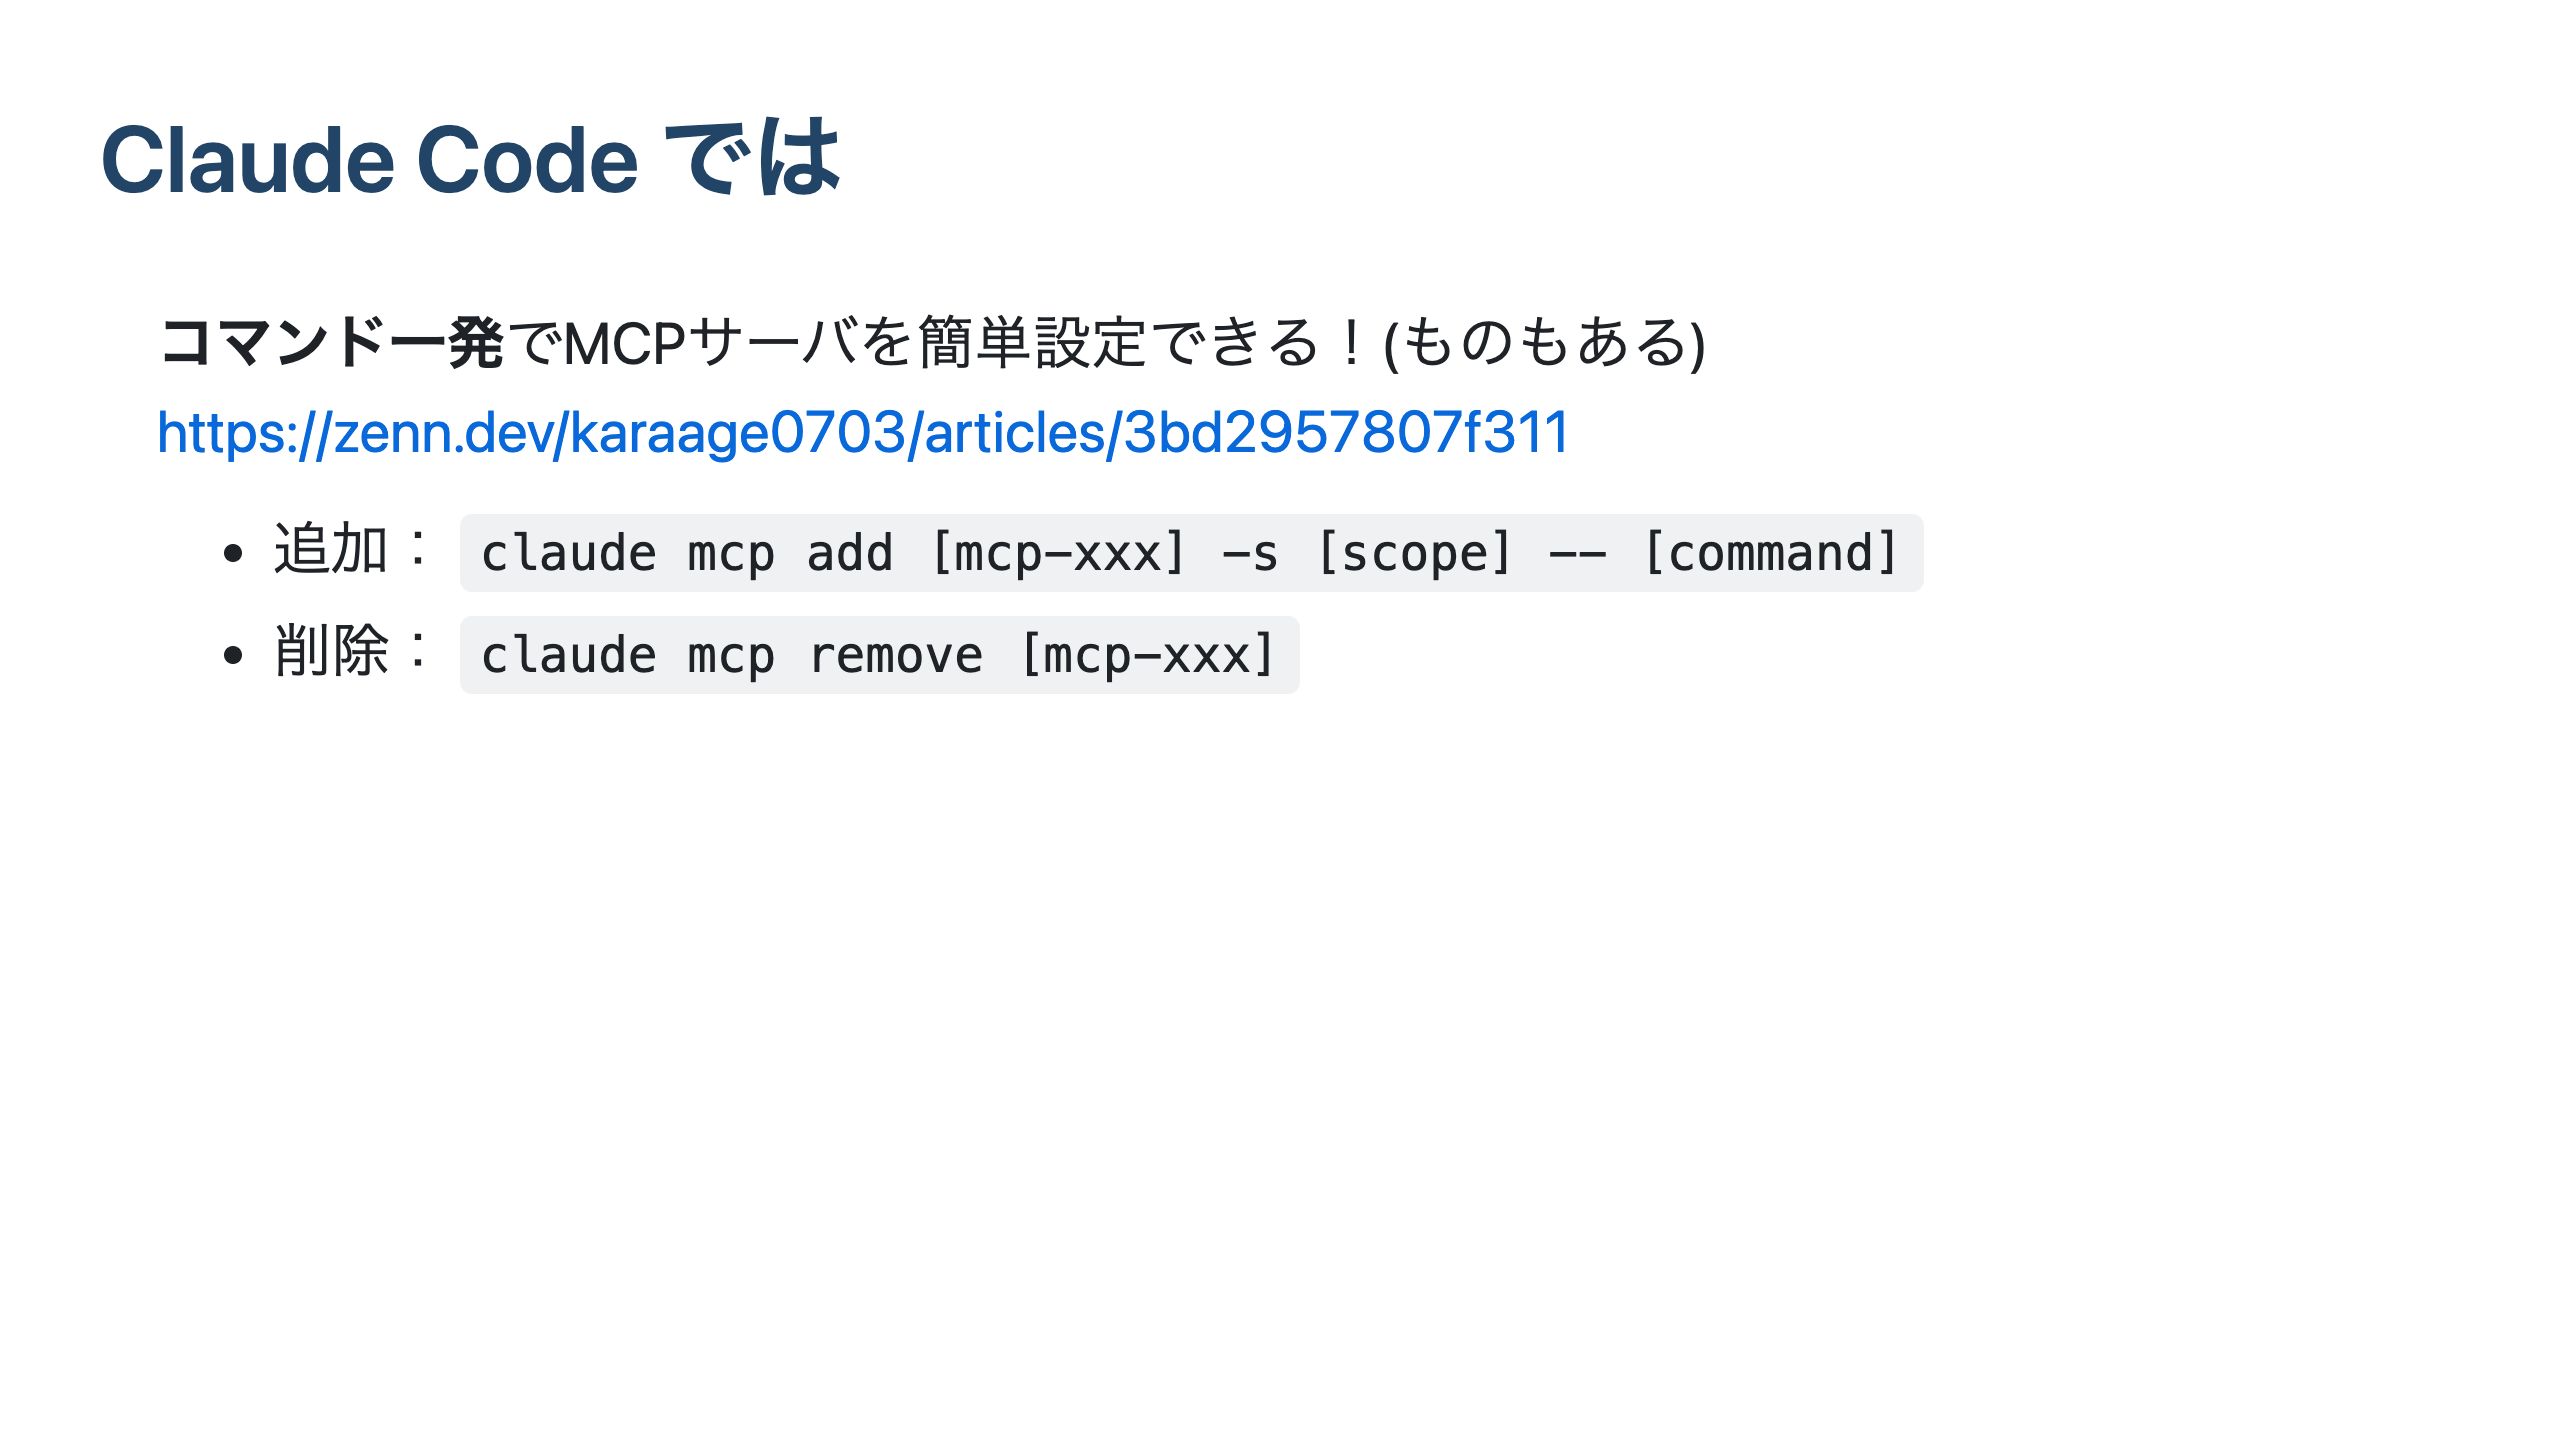 Claude Code では
コマンド一発でMCPサーバを簡単設定できる！(ものもある)
https://zenn.dev/karaage0703/articles/3bd2957807f311
• 追加： claude mcp add [mcp-xxx] -s [scope] -- [command]
• 削除： claude mcp remove [mcp-xxx]